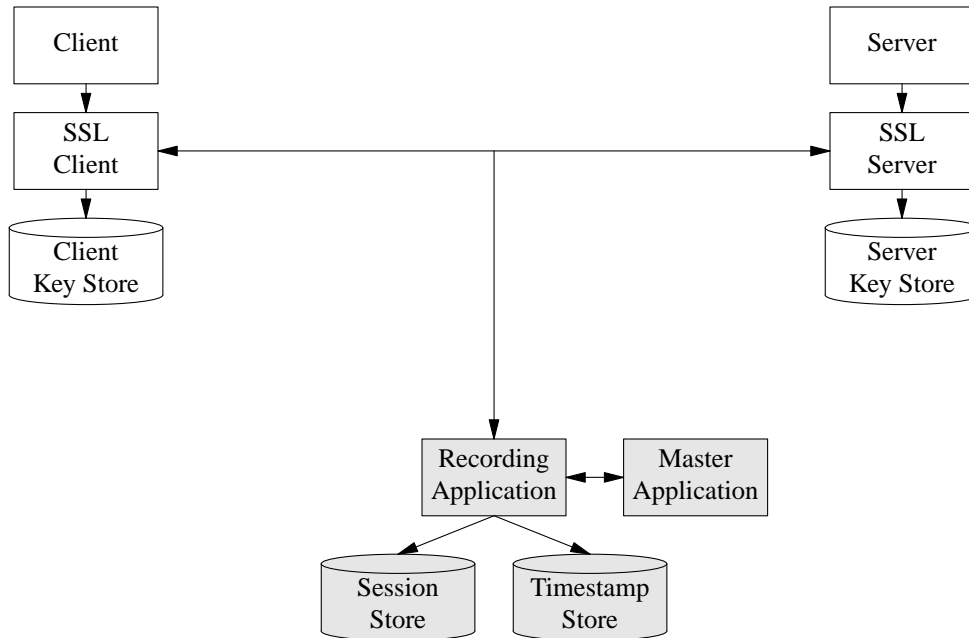 Client
Server
SSL
Client
SSL
Server
Client
Key Store
Server
Key Store
Recording
Application
Master
Application
Session
Store
Timestamp
Store